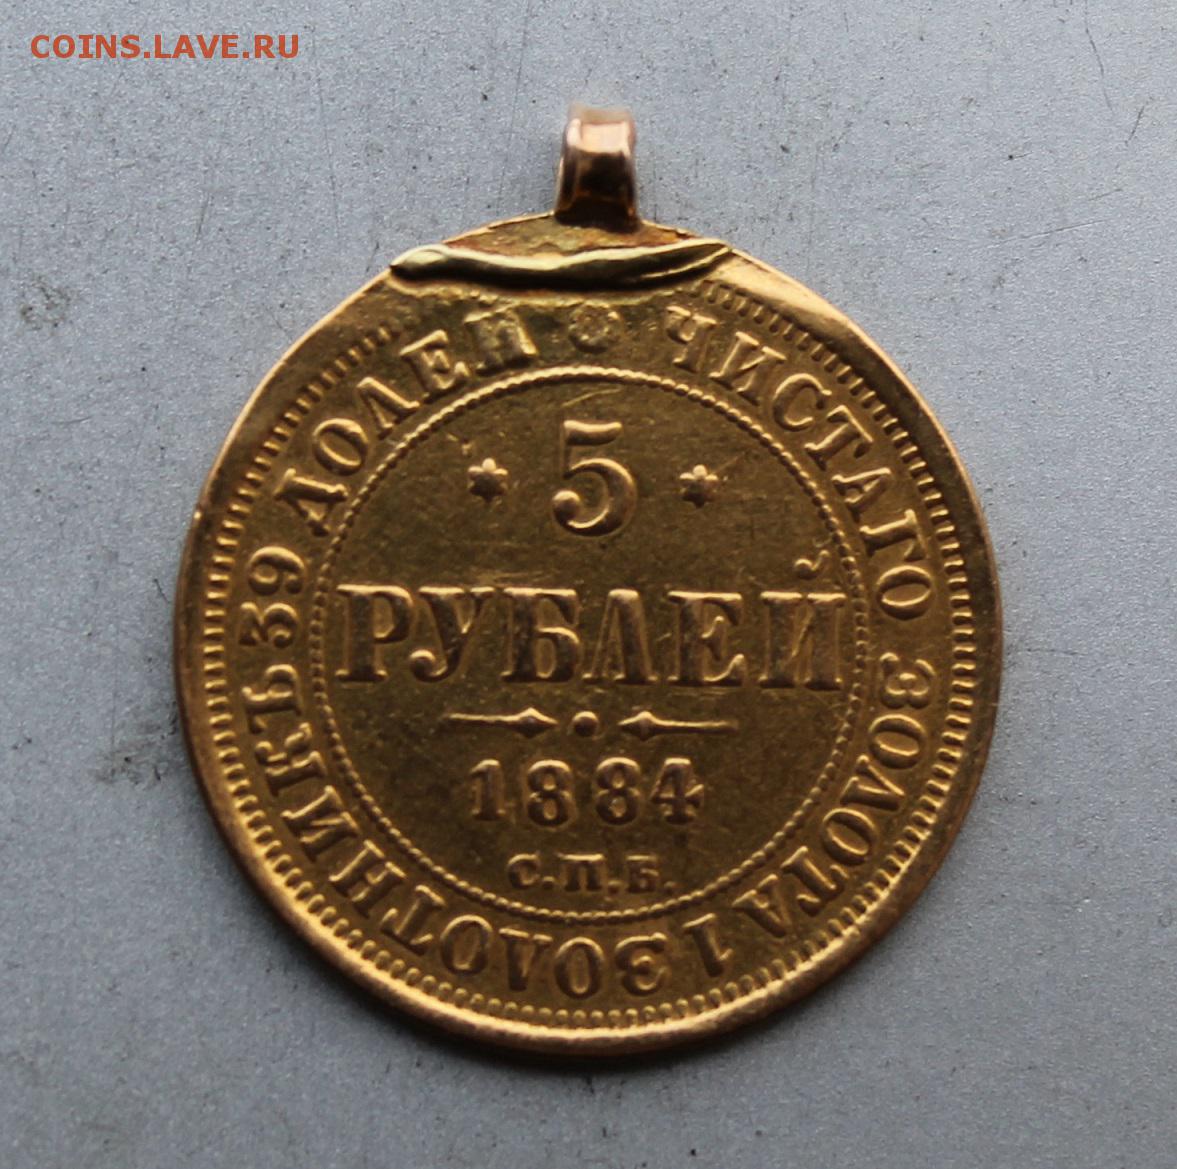 COINS.LAVE.RU
ЧИСТАГО ЗОЛОТА 1 ЗОЛОТНИКЪ 39 ДОЛЕЙ
5
РУБЛЕЙ
1884
С.П.Б.